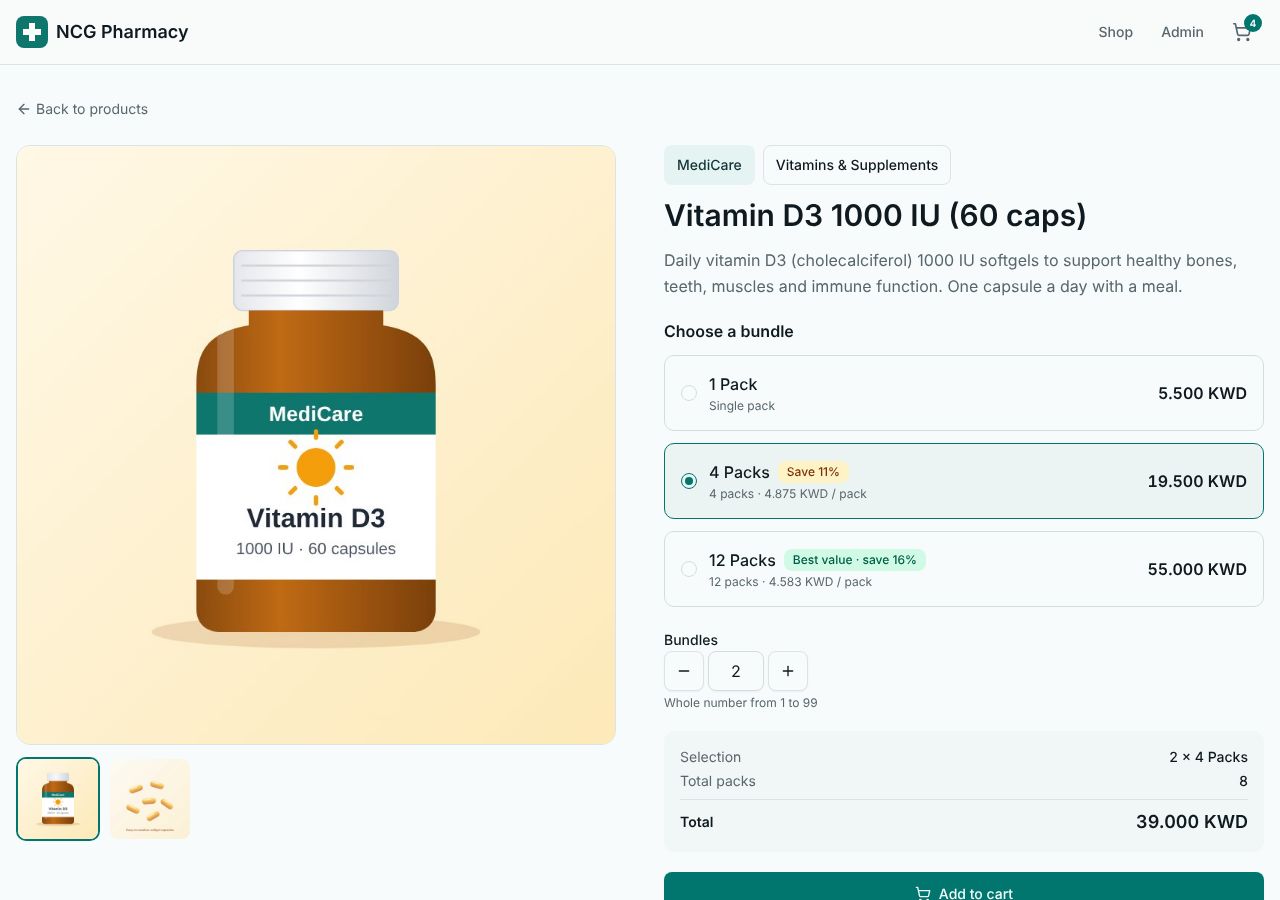 NCG Pharmacy
Shop
Admin
4
Back to products
MediCare
Vitamin D3
1000 IU · 60 capsules
MediCare
Vitamins & Supplements
Vitamin D3 1000 IU (60 caps)
Daily vitamin D3 (cholecalciferol) 1000 IU softgels to support healthy bones,
teeth, muscles and immune function. One capsule a day with a meal.
Choose a bundle
1 Pack
Single pack
5.500 KWD
4 Packs Save 11%
4 packs · 4.875 KWD / pack
19.500 KWD
12 Packs Best value · save 16%
12 packs · 4.583 KWD / pack
55.000 KWD
Bundles
− 2 +
Whole number from 1 to 99
Selection 2 × 4 Packs
Total packs 8
Total 39.000 KWD
Add to cart